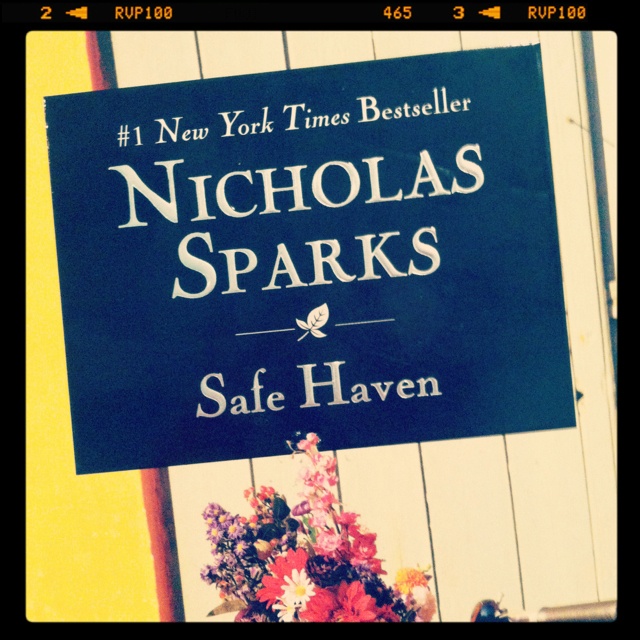 2 RVP100 465 3 RVP100
#1 New York Times Bestseller
NICHOLAS
SPARKS
Safe Haven